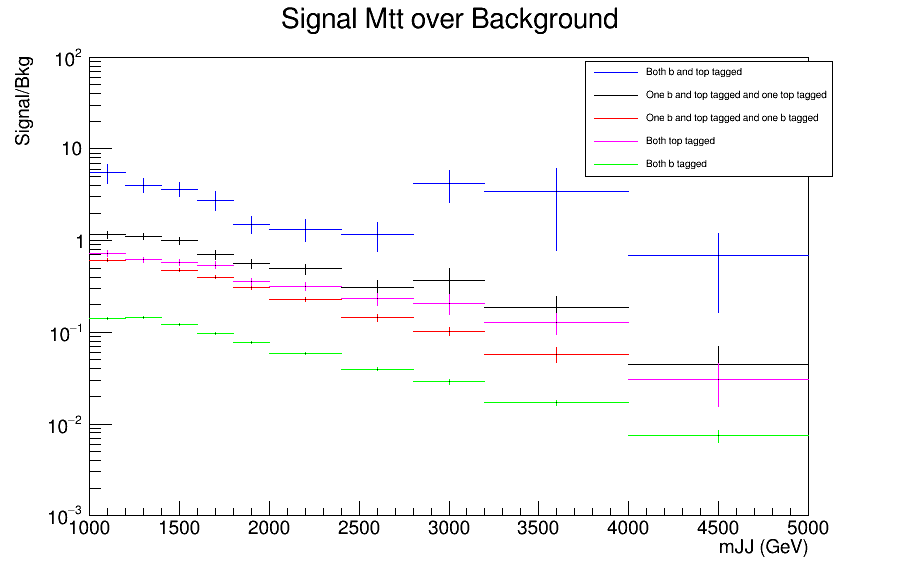 Signal Mtt over Background
Signal/Bkg
10²
10
1
10⁻¹
10⁻²
10⁻³
Both b and top tagged
One b and top tagged and one top tagged
One b and top tagged and one b tagged
Both top tagged
Both b tagged
1000 1500 2000 2500 3000 3500 4000 4500 5000
mJJ (GeV)